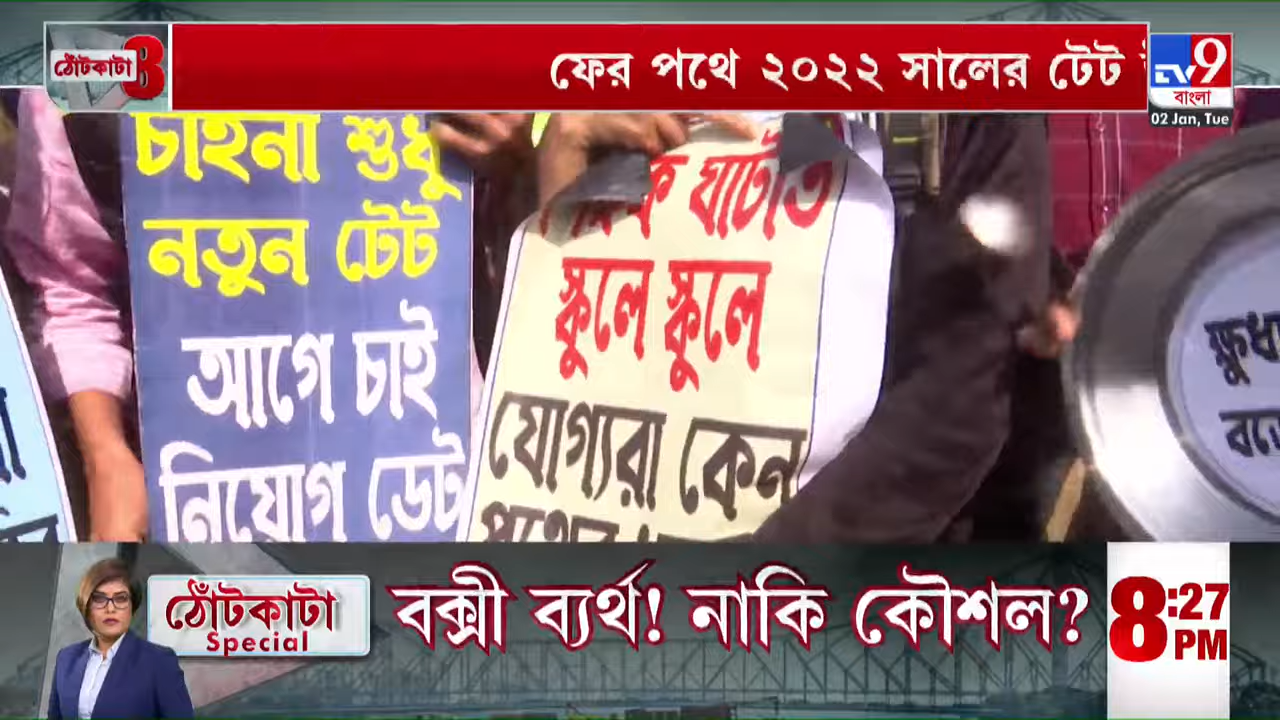 ঠোঁটকাটা 8
ফের পথে ২০২২ সালের টেট
TV9
বাংলা
02 Jan, Tue
চাইনা শুধু
নতুন টেট
আগে চাই
নিয়োগ ডেট
ঘাটতি
স্কুলে স্কুলে
যোগ্যরা কেন
ঠোঁটকাটা
Special
বক্সী ব্যর্থ! নাকি কৌশল?
8:27
PM